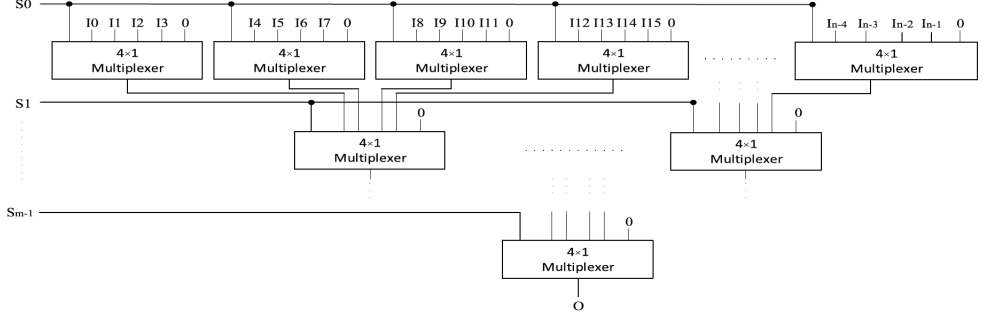 S0
I0 I1 I2 I3 0 I4 I5 I6 I7 0 I8 I9 I10 I11 0 I12 I13 I14 I15 0 In-4 In-3 In-2 In-1 0
4×1 4×1 4×1 4×1 4×1
Multiplexer Multiplexer Multiplexer Multiplexer Multiplexer
S1
0 0
4×1 4×1
Multiplexer Multiplexer
Sm-1
0
4×1
Multiplexer
O